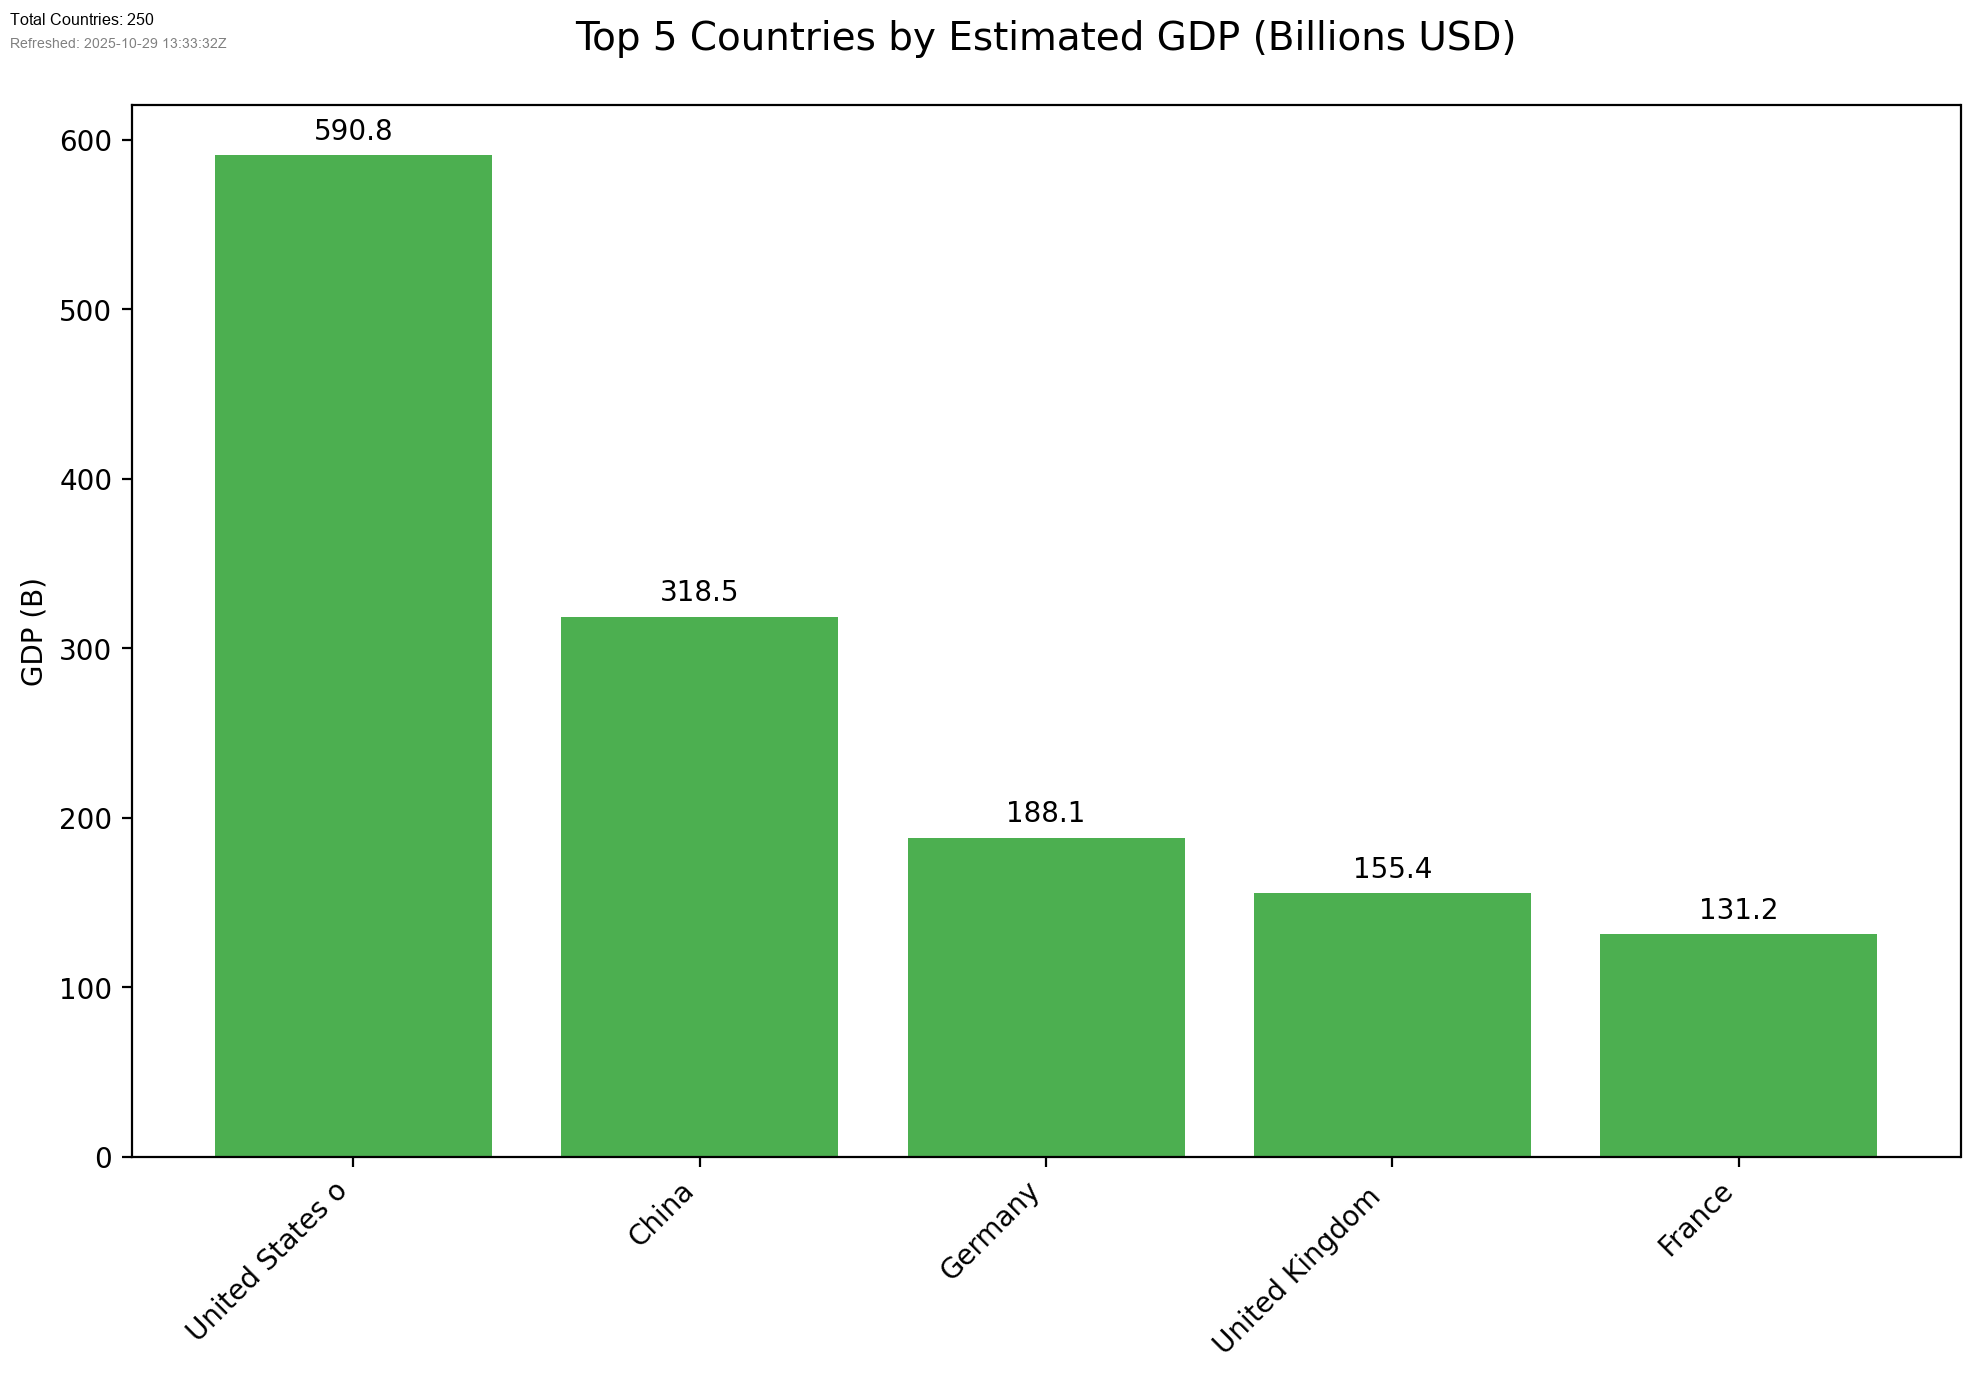 Total Countries: 250
Refreshed: 2025-10-29 13:33:32Z
Top 5 Countries by Estimated GDP (Billions USD)
GDP (B)
600
500
400
300
200
100
0
590.8
318.5
188.1
155.4
131.2
United States o
China
Germany
United Kingdom
France